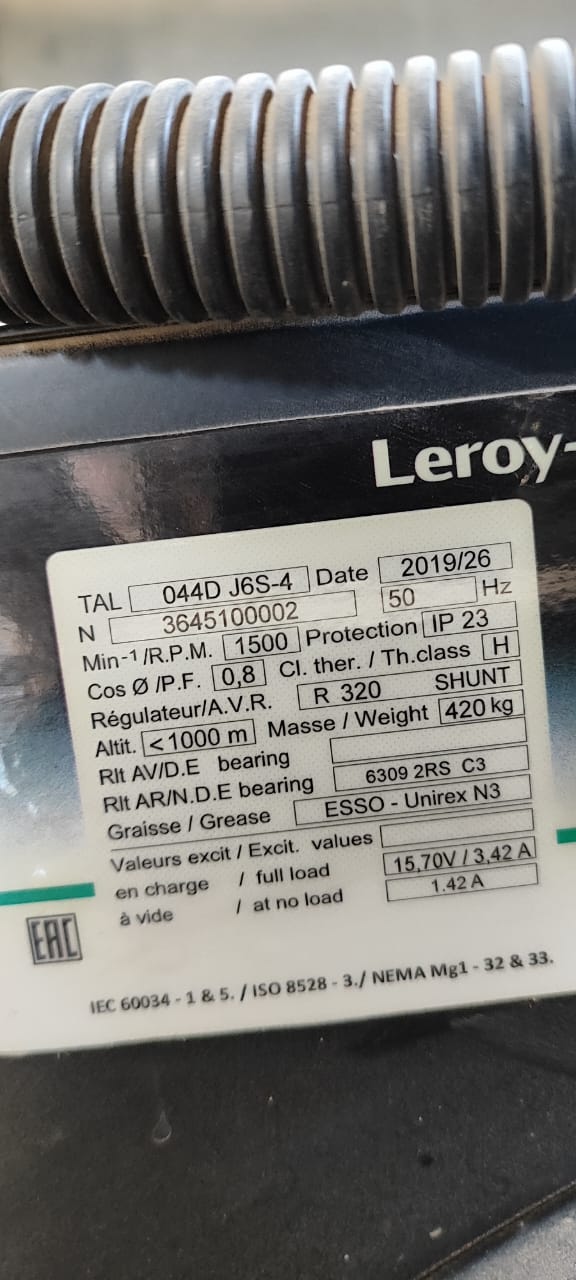 Leroy-
TAL 044D J6S-4 Date 2019/26
N 3645100002 50 Hz
Min-1/R.P.M. 1500 Protection IP 23
Cos Ø /P.F. 0,8 Cl. ther. / Th.class H
Régulateur/A.V.R. R 320 SHUNT
Altit. < 1000 m Masse / Weight 420 kg
Rlt AV/D.E bearing
Rlt AR/N.D.E bearing 6309 2RS C3
Graisse / Grease ESSO - Unirex N3
Valeurs excit / Excit. values
en charge / full load 15,70V / 3,42 A
à vide / at no load 1.42 A
EAC
IEC 60034 - 1 & 5. / ISO 8528 - 3./ NEMA Mg1 - 32 & 33.